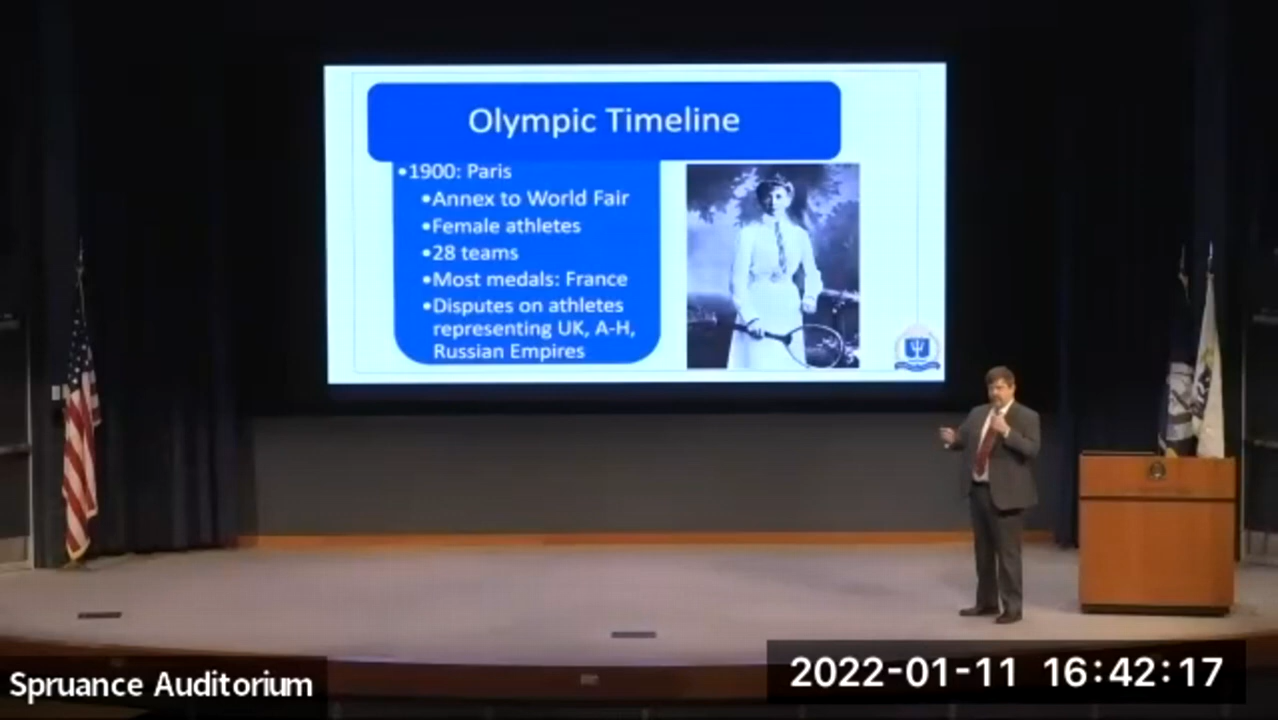 Olympic Timeline
•1900: Paris
•Annex to World Fair
•Female athletes
•28 teams
•Most medals: France
•Disputes on athletes
representing UK, A-H,
Russian Empires
Spruance Auditorium
2022-01-11 16:42:17